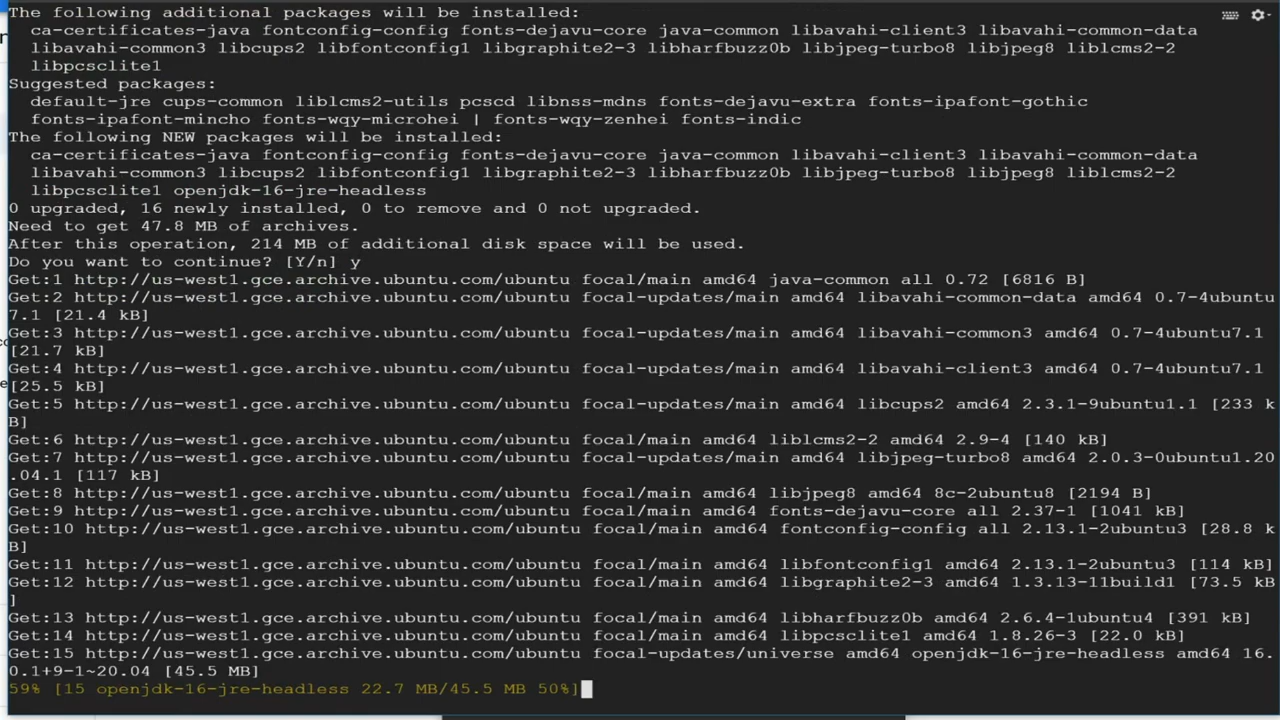 The following additional packages will be installed:
ca-certificates-java fontconfig-config fonts-dejavu-core java-common libavahi-client3 libavahi-common-data
libavahi-common3 libcups2 libfontconfig1 libgraphite2-3 libharfbuzz0b libjpeg-turbo8 libjpeg8 liblcms2-2
libpcsclite1
Suggested packages:
default-jre cups-common liblcms2-utils pcscd libnss-mdns fonts-dejavu-extra fonts-ipafont-gothic
fonts-ipafont-mincho fonts-wqy-microhei | fonts-wqy-zenhei fonts-indic
The following NEW packages will be installed:
ca-certificates-java fontconfig-config fonts-dejavu-core java-common libavahi-client3 libavahi-common-data
libavahi-common3 libcups2 libfontconfig1 libgraphite2-3 libharfbuzz0b libjpeg-turbo8 libjpeg8 liblcms2-2
libpcsclite1 openjdk-16-jre-headless
0 upgraded, 16 newly installed, 0 to remove and 0 not upgraded.
Need to get 47.8 MB of archives.
After this operation, 214 MB of additional disk space will be used.
Do you want to continue? [Y/n] y
Get:1 http://us-west1.gce.archive.ubuntu.com/ubuntu focal/main amd64 java-common all 0.72 [6816 B]
Get:2 http://us-west1.gce.archive.ubuntu.com/ubuntu focal-updates/main amd64 libavahi-common-data amd64 0.7-4ubuntu
7.1 [21.4 kB]
Get:3 http://us-west1.gce.archive.ubuntu.com/ubuntu focal-updates/main amd64 libavahi-common3 amd64 0.7-4ubuntu7.1
[21.7 kB]
Get:4 http://us-west1.gce.archive.ubuntu.com/ubuntu focal-updates/main amd64 libavahi-client3 amd64 0.7-4ubuntu7.1
[25.5 kB]
Get:5 http://us-west1.gce.archive.ubuntu.com/ubuntu focal-updates/main amd64 libcups2 amd64 2.3.1-9ubuntu1.1 [233 k
B]
Get:6 http://us-west1.gce.archive.ubuntu.com/ubuntu focal/main amd64 liblcms2-2 amd64 2.9-4 [140 kB]
Get:7 http://us-west1.gce.archive.ubuntu.com/ubuntu focal-updates/main amd64 libjpeg-turbo8 amd64 2.0.3-0ubuntu1.20
.04.1 [117 kB]
Get:8 http://us-west1.gce.archive.ubuntu.com/ubuntu focal/main amd64 libjpeg8 amd64 8c-2ubuntu8 [2194 B]
Get:9 http://us-west1.gce.archive.ubuntu.com/ubuntu focal/main amd64 fonts-dejavu-core all 2.37-1 [1041 kB]
Get:10 http://us-west1.gce.archive.ubuntu.com/ubuntu focal/main amd64 fontconfig-config all 2.13.1-2ubuntu3 [28.8 k
B]
Get:11 http://us-west1.gce.archive.ubuntu.com/ubuntu focal/main amd64 libfontconfig1 amd64 2.13.1-2ubuntu3 [114 kB]
Get:12 http://us-west1.gce.archive.ubuntu.com/ubuntu focal/main amd64 libgraphite2-3 amd64 1.3.13-11build1 [73.5 kB
]
Get:13 http://us-west1.gce.archive.ubuntu.com/ubuntu focal/main amd64 libharfbuzz0b amd64 2.6.4-1ubuntu4 [391 kB]
Get:14 http://us-west1.gce.archive.ubuntu.com/ubuntu focal/main amd64 libpcsclite1 amd64 1.8.26-3 [22.0 kB]
Get:15 http://us-west1.gce.archive.ubuntu.com/ubuntu focal-updates/universe amd64 openjdk-16-jre-headless amd64 16.
0.1+9-1~20.04 [45.5 MB]
59% [15 openjdk-16-jre-headless 22.7 MB/45.5 MB 50%]